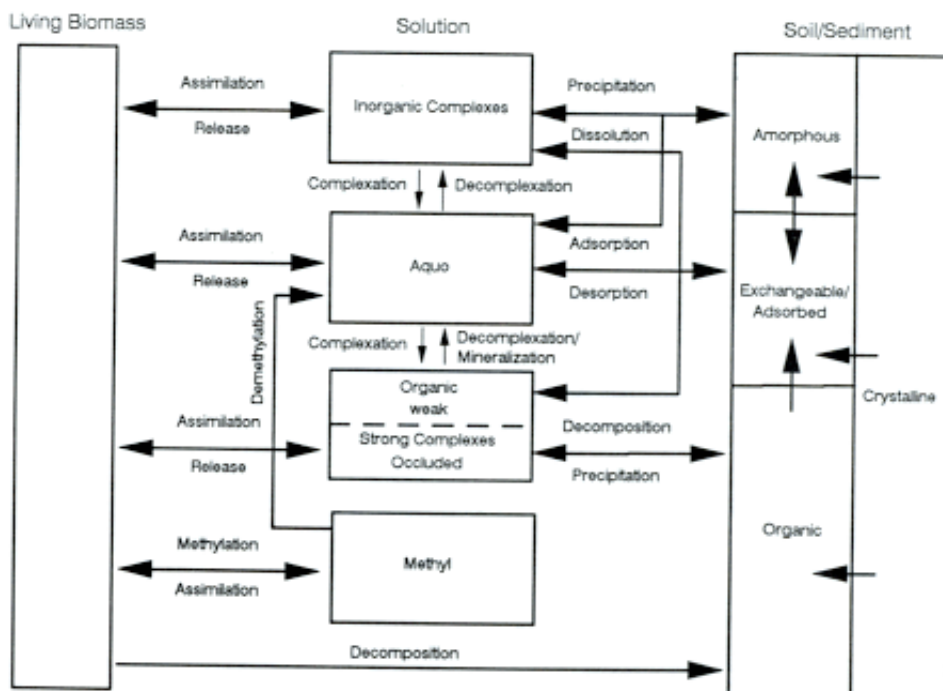 Living Biomass
Solution
Soil/Sediment
Assimilation
Release
Inorganic Complexes
Precipitation
Dissolution
Amorphous
Complexation
Decomplexation
Assimilation
Release
Aquo
Adsorption
Desorption
Exchangeable/
Adsorbed
Demethylation
Complexation
Decomplexation/
Mineralization
Organic
weak
Strong Complexes
Occluded
Crystalline
Assimilation
Release
Decomposition
Precipitation
Organic
Methylation
Assimilation
Methyl
Decomposition